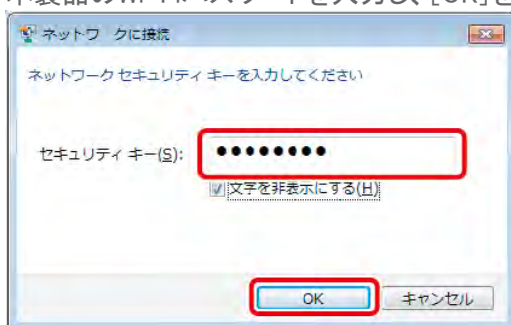 ネットワ クに接続
ネットワーク セキュリティ キーを入力してください
セキュリティ キー(S):
●●●●●●●●
文字を非表示にする(H)
OK
キャンセル